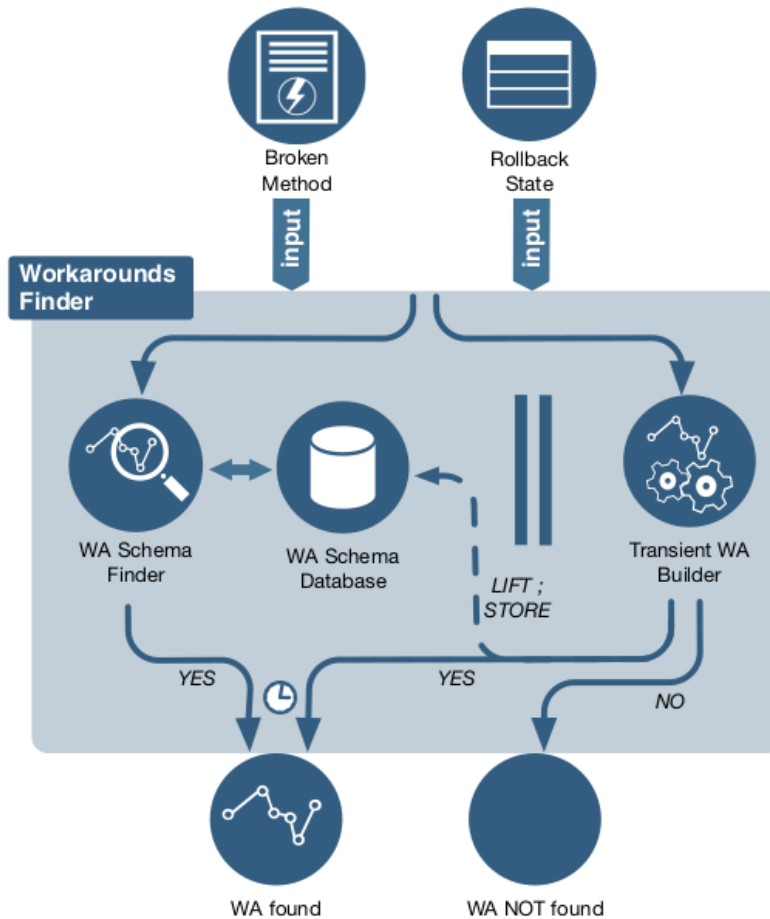 Broken
Method
Rollback
State
input
input
Workarounds
Finder
WA Schema
Finder
WA Schema
Database
Transient WA
Builder
LIFT ;
STORE
YES
YES
NO
WA found
WA NOT found